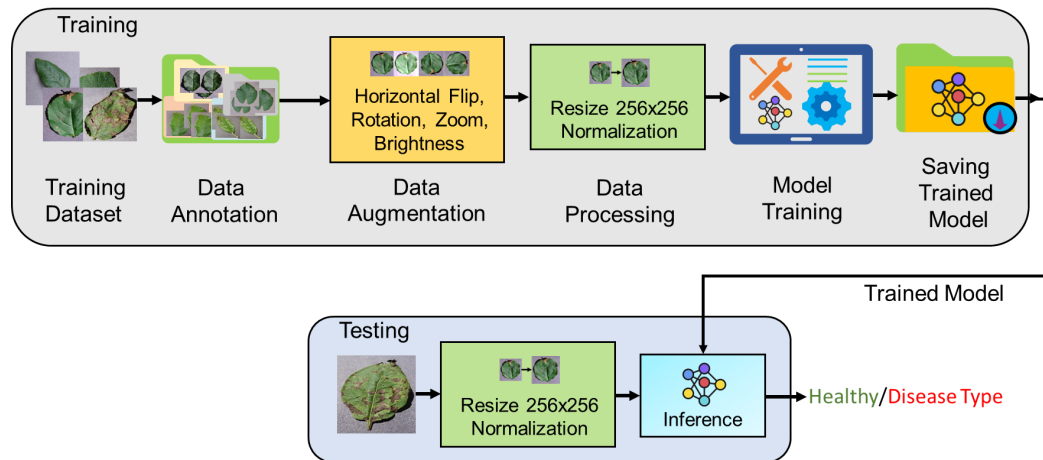 Training
Horizontal Flip,
Rotation, Zoom,
Brightness
Resize 256x256
Normalization
Training
Dataset
Data
Annotation
Data
Augmentation
Data
Processing
Model
Training
Saving
Trained
Model
Trained Model
Testing
Resize 256x256
Normalization
Inference
Healthy/Disease Type